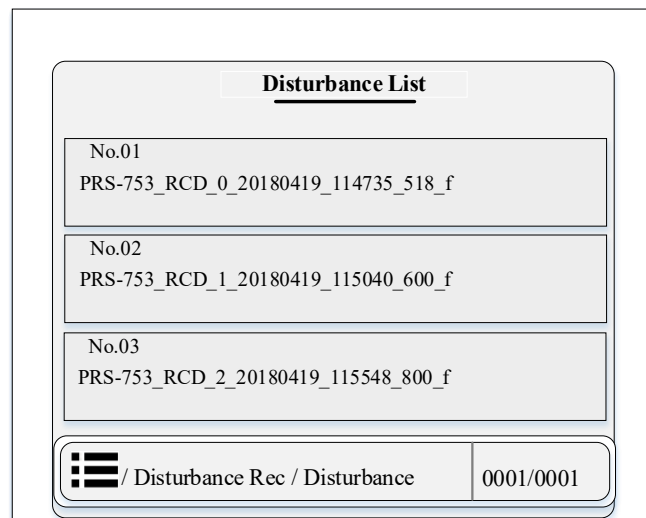 Disturbance List
No.01
PRS-753_RCD_0_20180419_114735_518_f
No.02
PRS-753_RCD_1_20180419_115040_600_f
No.03
PRS-753_RCD_2_20180419_115548_800_f
/ Disturbance Rec / Disturbance 0001/0001